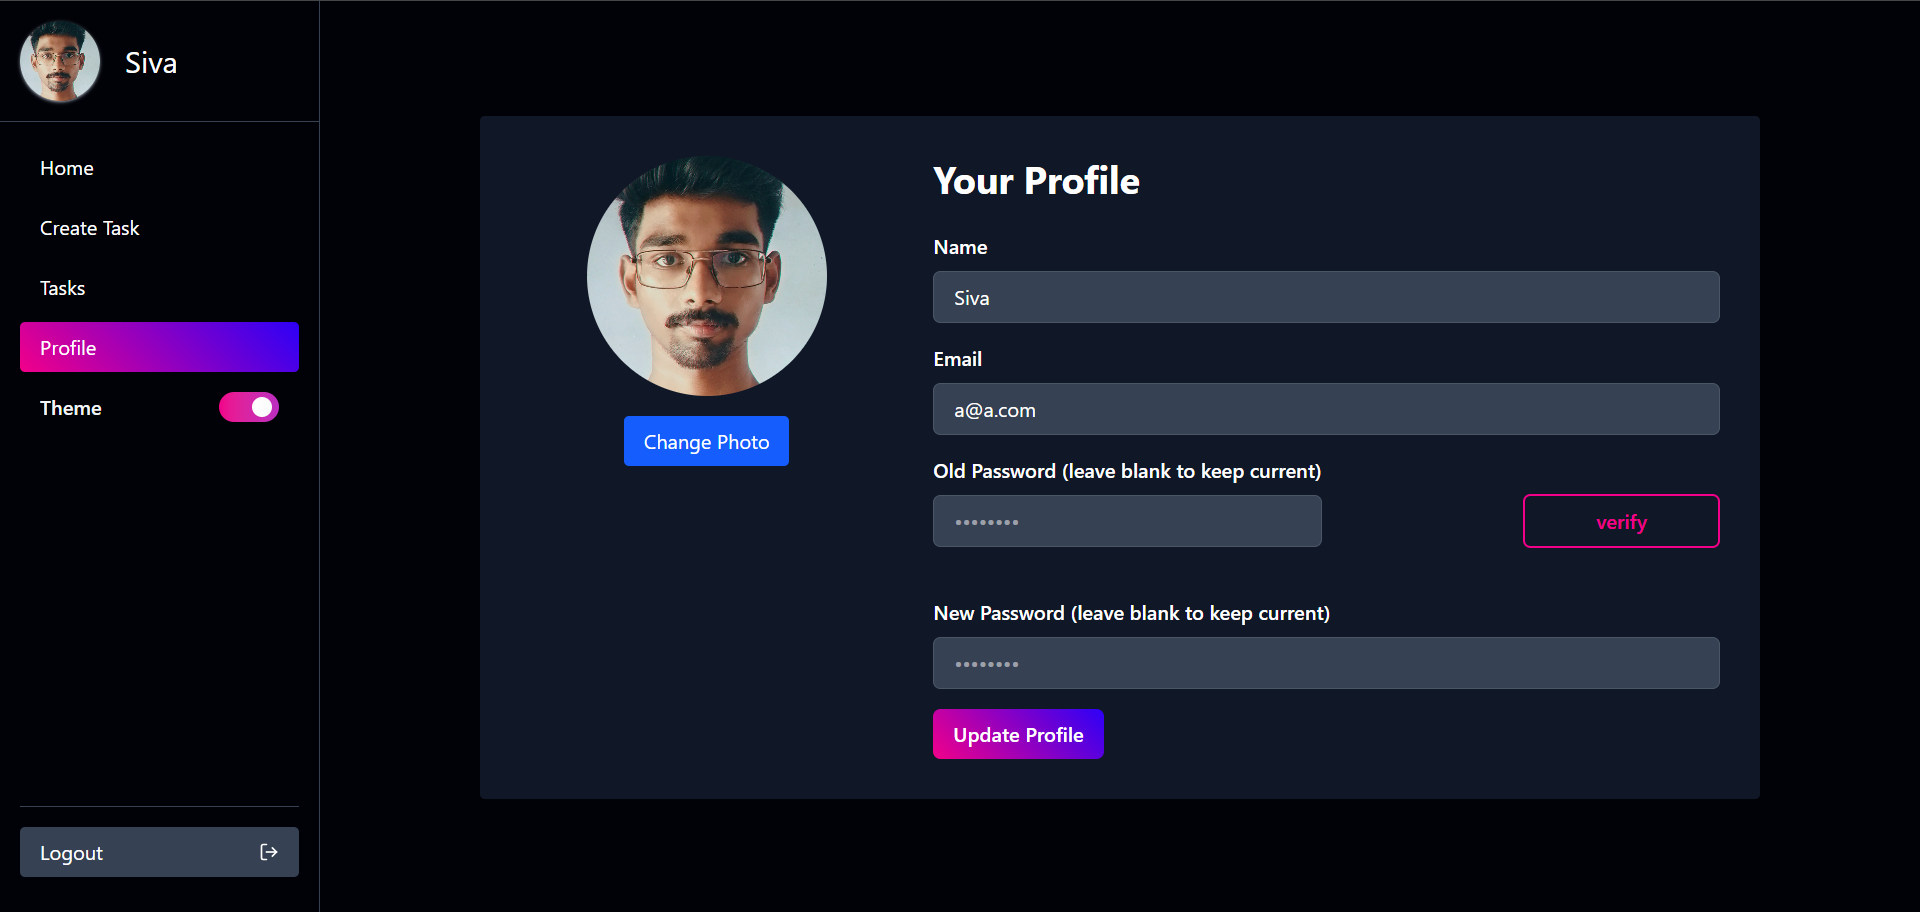 Siva
Home
Create Task
Tasks
Profile
Theme
Logout
Change Photo
Your Profile
Name
Siva
Email
a@a.com
Old Password (leave blank to keep current)
••••••••
verify
New Password (leave blank to keep current)
••••••••
Update Profile